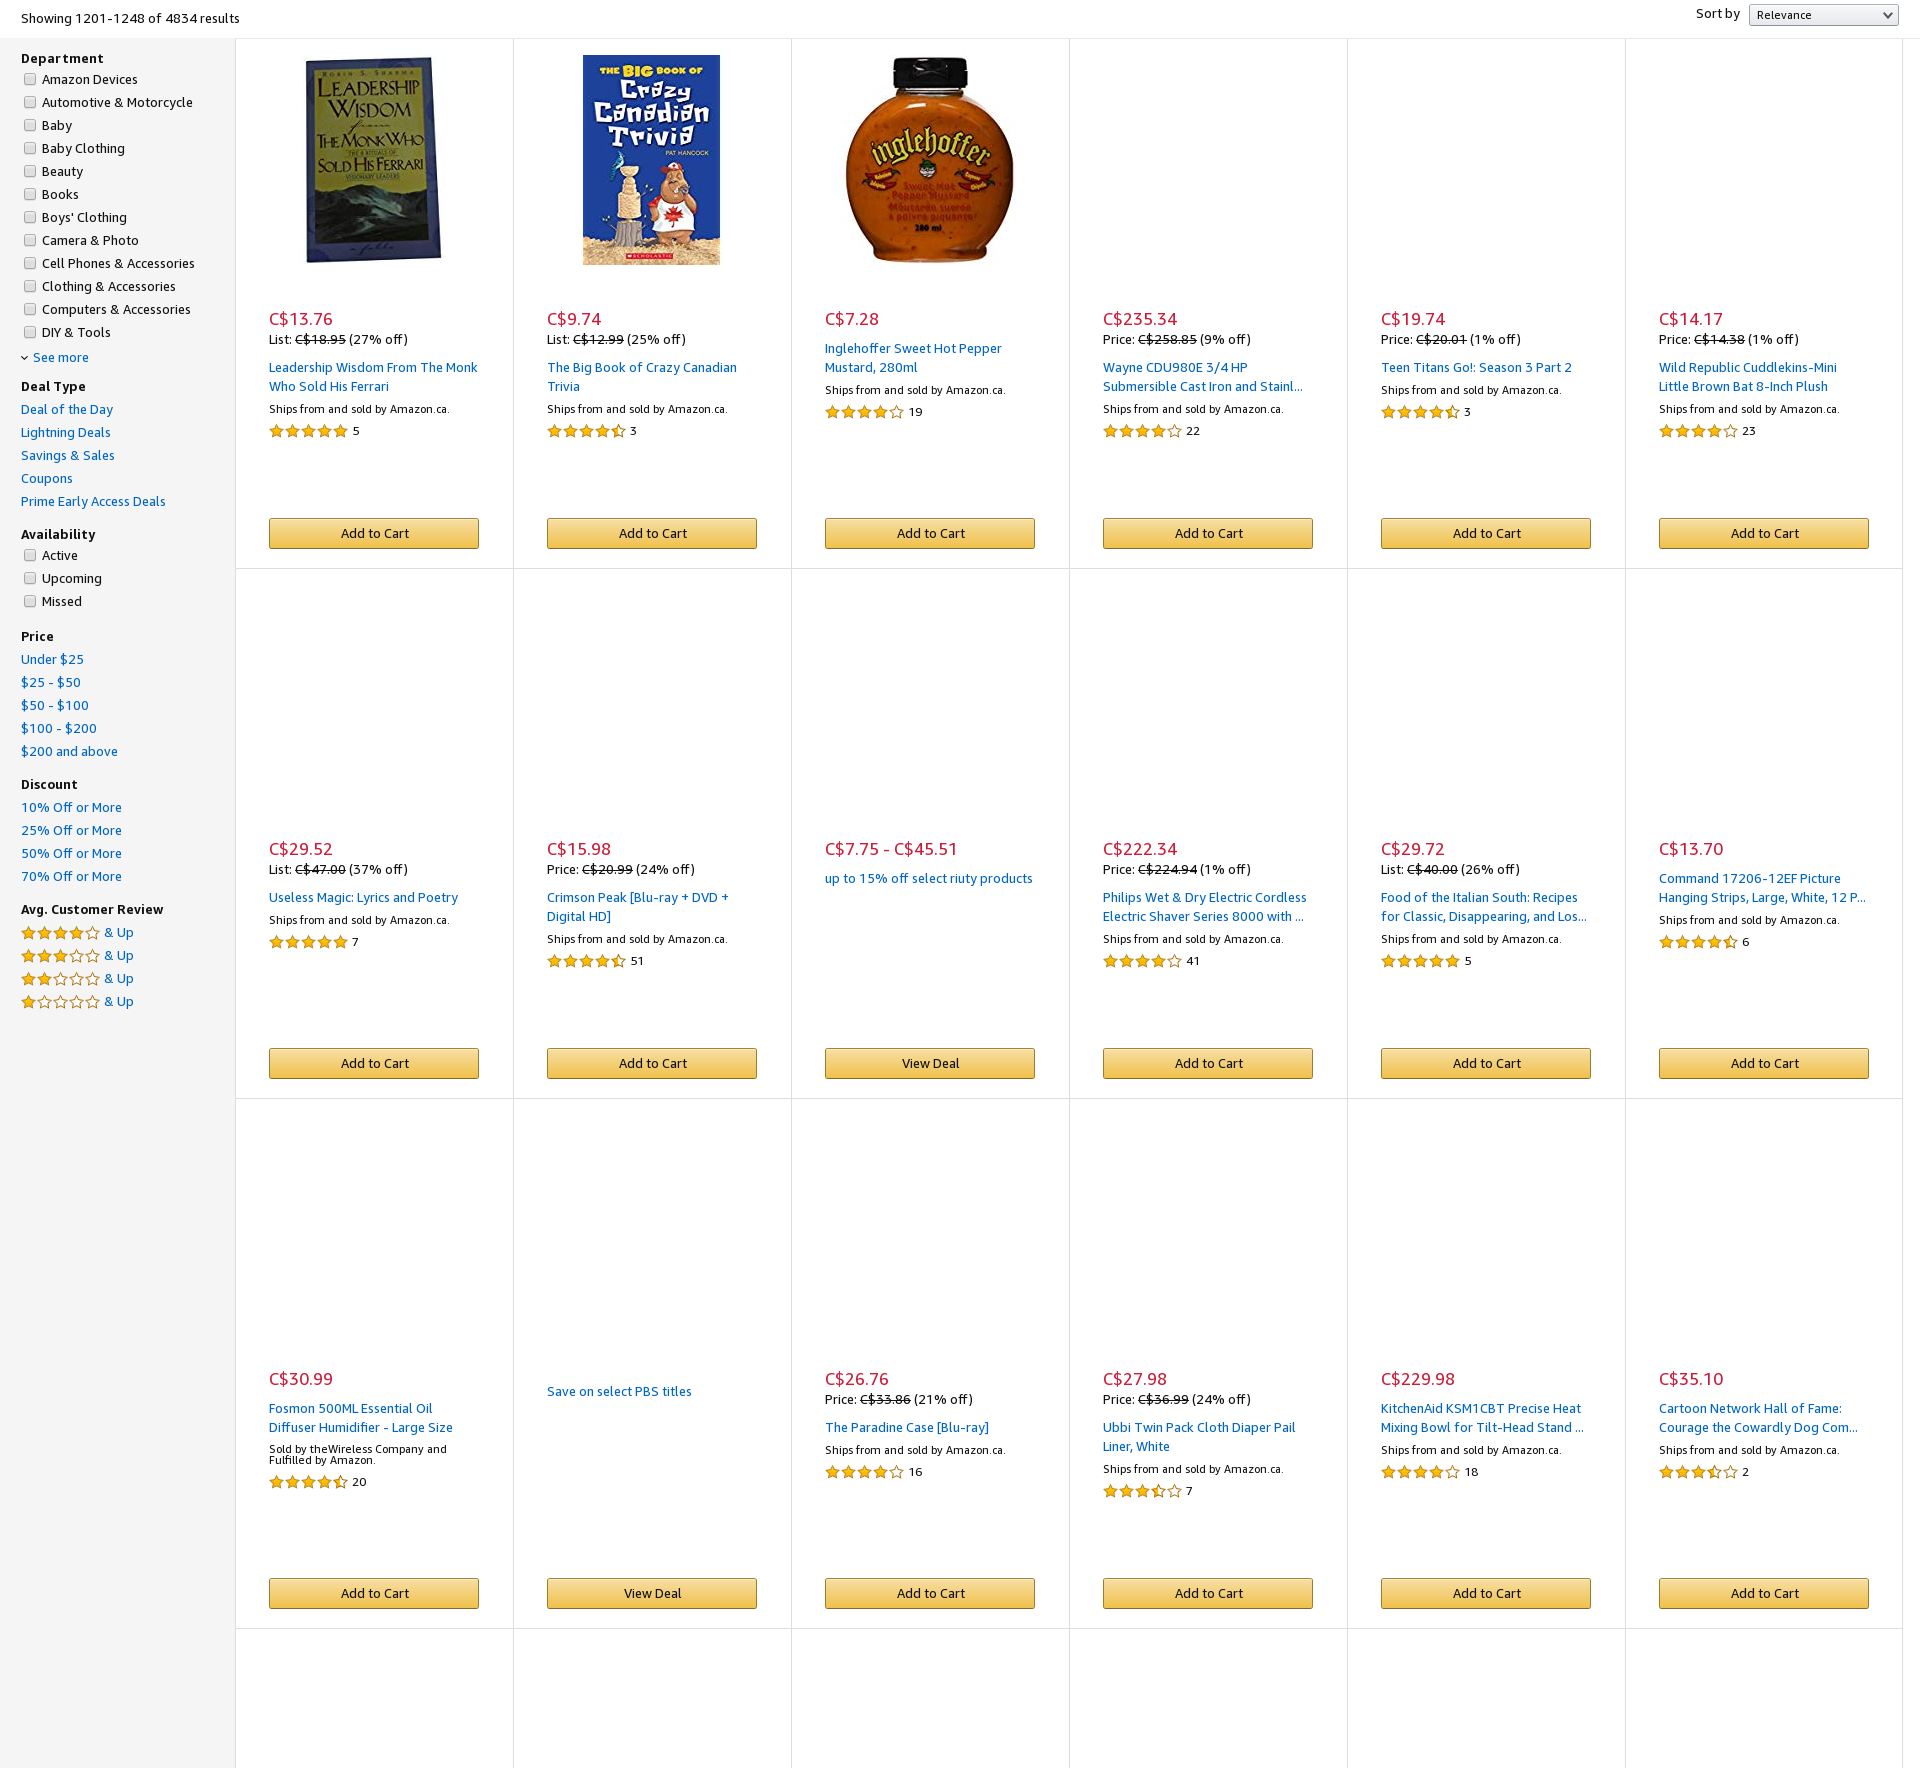 Showing 1201-1248 of 4834 results
Sort by
Relevance
Department
Amazon Devices
Automotive & Motorcycle
Baby
Baby Clothing
Beauty
Books
Boys' Clothing
Camera & Photo
Cell Phones & Accessories
Clothing & Accessories
Computers & Accessories
DIY & Tools
See more
Deal Type
Deal of the Day
Lightning Deals
Savings & Sales
Coupons
Prime Early Access Deals
Availability
Active
Upcoming
Missed
Price
Under $25
$25 - $50
$50 - $100
$100 - $200
$200 and above
Discount
10% Off or More
25% Off or More
50% Off or More
70% Off or More
Avg. Customer Review
& Up
& Up
& Up
& Up
ROBIN S. SHARMA
LEADERSHIP
WISDOM
from
THE MONK WHO
THE 8 RITUALS OF
SOLD HIS FERRARI
VISIONARY LEADERS
C$13.76
List: C$18.95 (27% off)
Leadership Wisdom From The Monk
Who Sold His Ferrari
Ships from and sold by Amazon.ca.
5
Add to Cart
THE BIG BOOK OF
Crazy
Canadian
Trivia
PAT HANCOCK
SCHOLASTIC
C$9.74
List: C$12.99 (25% off)
The Big Book of Crazy Canadian
Trivia
Ships from and sold by Amazon.ca.
3
Add to Cart
inglehoffer
Sweet Hot
Pepper Mustard
Moutarde sucrée
à poivre piquante
280 ml
C$7.28
Inglehoffer Sweet Hot Pepper
Mustard, 280ml
Ships from and sold by Amazon.ca.
19
Add to Cart
C$235.34
Price: C$258.85 (9% off)
Wayne CDU980E 3/4 HP
Submersible Cast Iron and Stainl...
Ships from and sold by Amazon.ca.
22
Add to Cart
C$19.74
Price: C$20.01 (1% off)
Teen Titans Go!: Season 3 Part 2
Ships from and sold by Amazon.ca.
3
Add to Cart
C$14.17
Price: C$14.38 (1% off)
Wild Republic Cuddlekins-Mini
Little Brown Bat 8-Inch Plush
Ships from and sold by Amazon.ca.
23
Add to Cart
C$29.52
List: C$47.00 (37% off)
Useless Magic: Lyrics and Poetry
Ships from and sold by Amazon.ca.
7
Add to Cart
C$15.98
Price: C$20.99 (24% off)
Crimson Peak [Blu-ray + DVD +
Digital HD]
Ships from and sold by Amazon.ca.
51
Add to Cart
C$7.75 - C$45.51
up to 15% off select riuty products
View Deal
C$222.34
Price: C$224.94 (1% off)
Philips Wet & Dry Electric Cordless
Electric Shaver Series 8000 with ...
Ships from and sold by Amazon.ca.
41
Add to Cart
C$29.72
List: C$40.00 (26% off)
Food of the Italian South: Recipes
for Classic, Disappearing, and Los...
Ships from and sold by Amazon.ca.
5
Add to Cart
C$13.70
Command 17206-12EF Picture
Hanging Strips, Large, White, 12 P...
Ships from and sold by Amazon.ca.
6
Add to Cart
C$30.99
Fosmon 500ML Essential Oil
Diffuser Humidifier - Large Size
Sold by theWireless Company and
Fulfilled by Amazon.
20
Add to Cart
Save on select PBS titles
View Deal
C$26.76
Price: C$33.86 (21% off)
The Paradine Case [Blu-ray]
Ships from and sold by Amazon.ca.
16
Add to Cart
C$27.98
Price: C$36.99 (24% off)
Ubbi Twin Pack Cloth Diaper Pail
Liner, White
Ships from and sold by Amazon.ca.
7
Add to Cart
C$229.98
KitchenAid KSM1CBT Precise Heat
Mixing Bowl for Tilt-Head Stand ...
Ships from and sold by Amazon.ca.
18
Add to Cart
C$35.10
Cartoon Network Hall of Fame:
Courage the Cowardly Dog Com...
Ships from and sold by Amazon.ca.
2
Add to Cart